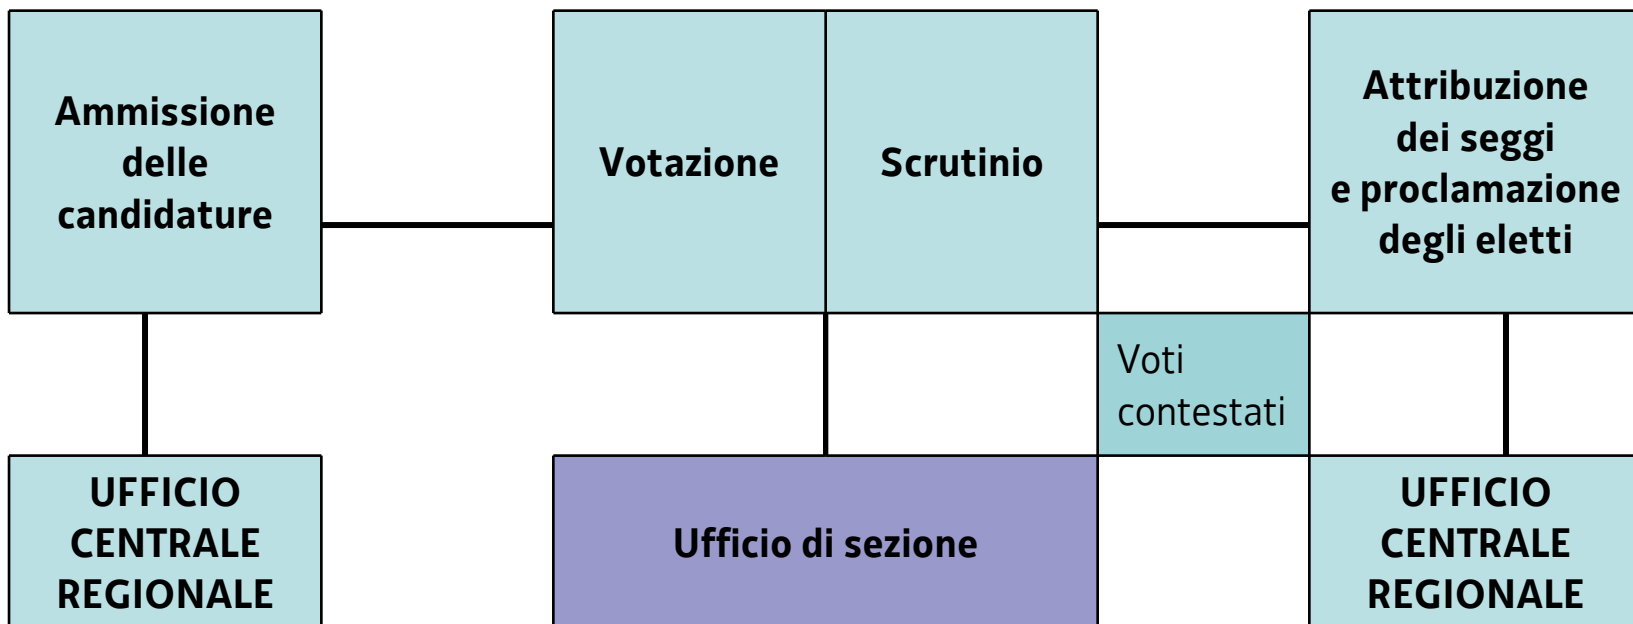 Ammissione
delle
candidature
Votazione
Scrutinio
Attribuzione
dei seggi
e proclamazione
degli eletti
Voti
contestati
UFFICIO
CENTRALE
REGIONALE
Ufficio di sezione
UFFICIO
CENTRALE
REGIONALE